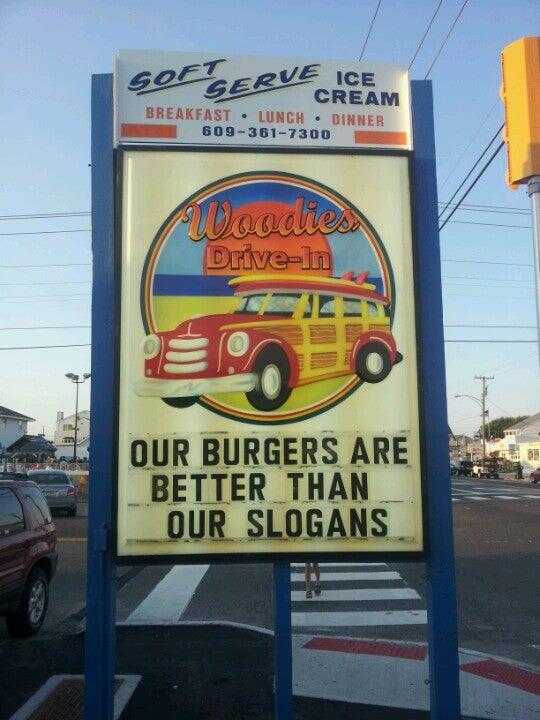 SOFT SERVE ICE CREAM
BREAKFAST • LUNCH • DINNER
609-361-7300
Woodies
Drive-In
OUR BURGERS ARE
BETTER THAN
OUR SLOGANS